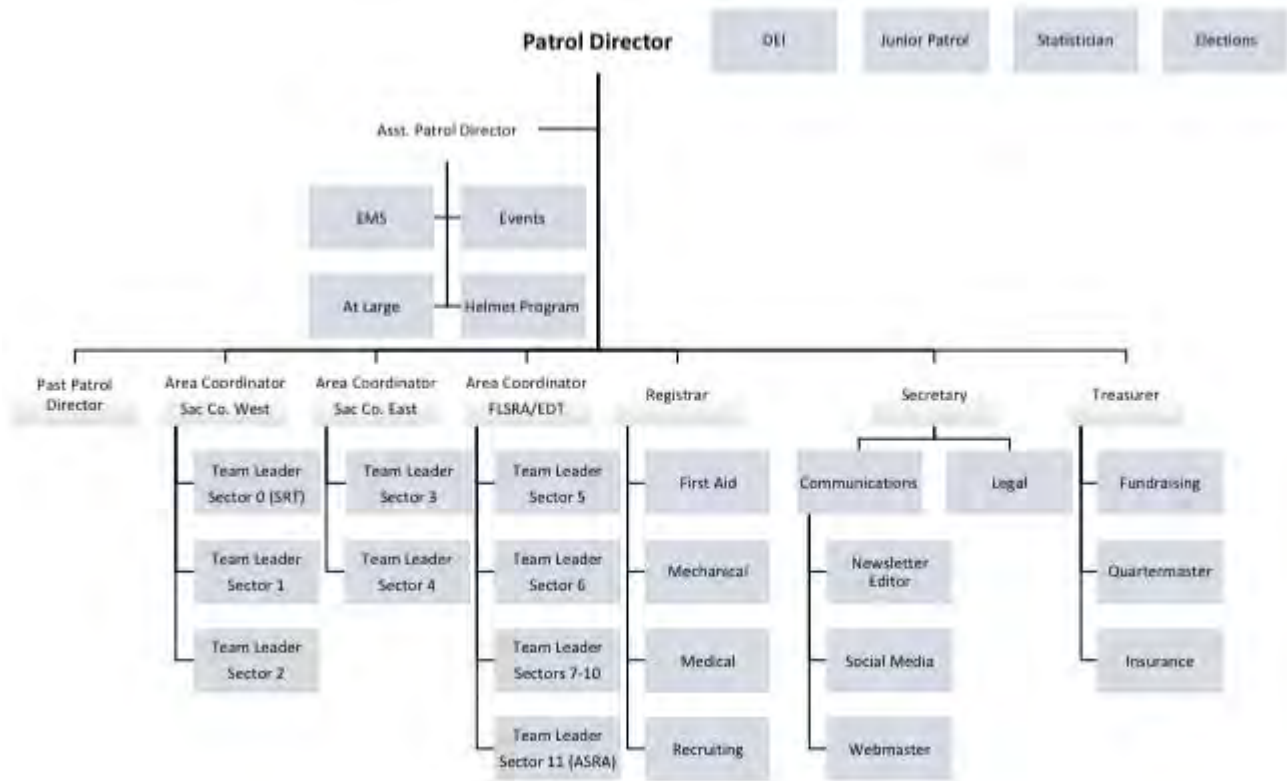 Patrol Director
DEI
Junior Patrol
Statistician
Elections
Asst. Patrol Director
EMS
Events
At Large
Helmet Program
Past Patrol
Director
Area Coordinator
Sac Co. West
Area Coordinator
Sac Co. East
Area Coordinator
FLSRA/EDT
Registrar
Secretary
Treasurer
Team Leader
Sector 0 (SRT)
Team Leader
Sector 3
Team Leader
Sector 5
First Aid
Communications
Legal
Fundraising
Team Leader
Sector 1
Team Leader
Sector 4
Team Leader
Sector 6
Mechanical
Newsletter
Editor
Quartermaster
Team Leader
Sector 2
Team Leader
Sectors 7-10
Medical
Social Media
Insurance
Team Leader
Sector 11 (ASRA)
Recruiting
Webmaster